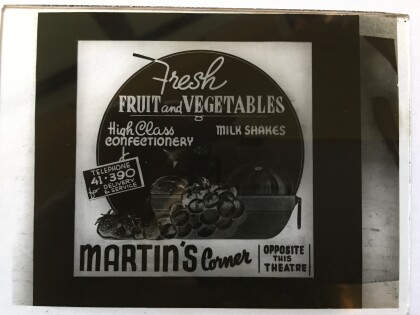 Fresh
FRUIT and VEGETABLES
High Class
CONFECTIONERY
MILK SHAKES
TELEPHONE
41·390
for DELIVERY
& SERVICE
MARTIN'S Corner
OPPOSITE
THIS
THEATRE